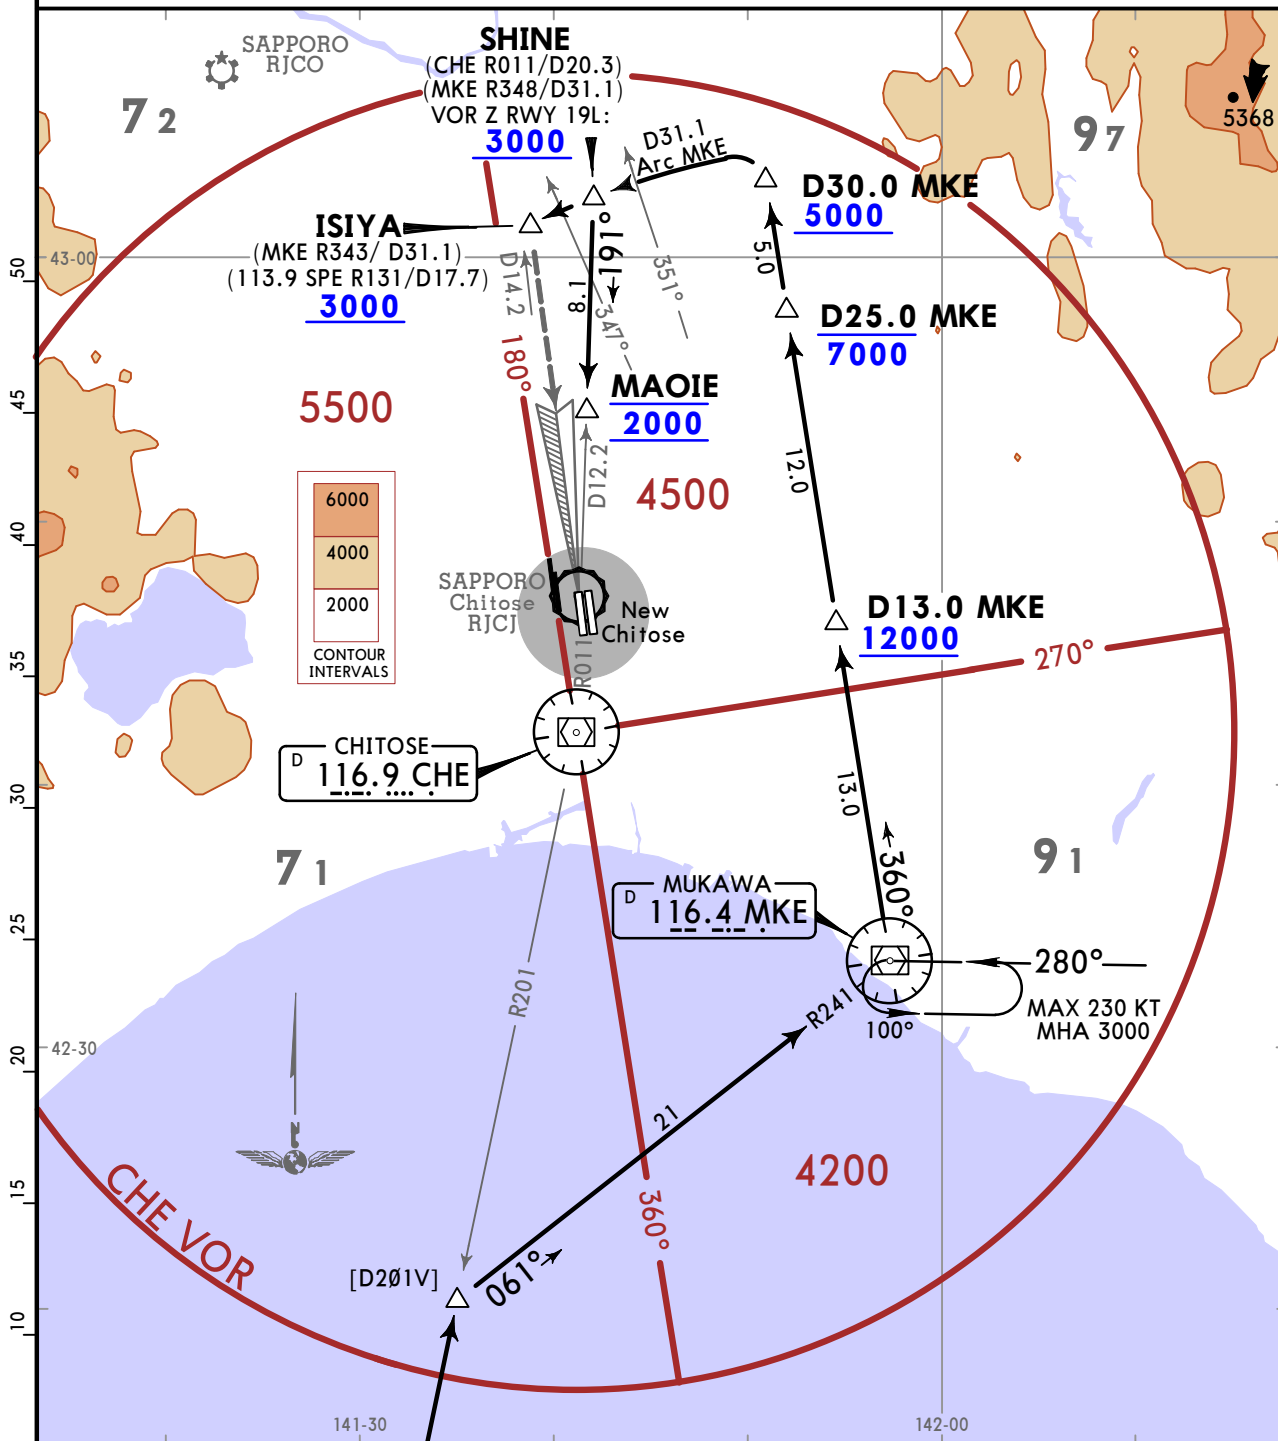 SAPPORO
RJCO
SHINE
(CHE R011/D20.3)
(MKE R348/D31.1)
VOR Z RWY 19L:
3000
7 2
9 7
5368
D31.1
Arc MKE
D30.0 MKE
5000
ISIYA
(MKE R343/ D31.1)
(113.9 SPE R131/D17.7)
3000
43-00
50
D14.2
191°
8.1
347°
351°
5.0
D25.0 MKE
7000
180°
MAOIE
2000
45
5500
4500
D12.2
12.0
6000
4000
2000
CONTOUR
INTERVALS
40
SAPPORO
Chitose
RJCJ
New
Chitose
R011
D13.0 MKE
12000
35
270°
CHITOSE
D 116.9 CHE
30
13.0
7 1
9 1
MUKAWA
D 116.4 MKE
360°
25
280°
R241
100°
MAX 230 KT
MHA 3000
R201
42-30
20
21
4200
15
CHE VOR
360°
[D2Ø1V]
061°
10
141-30
142-00